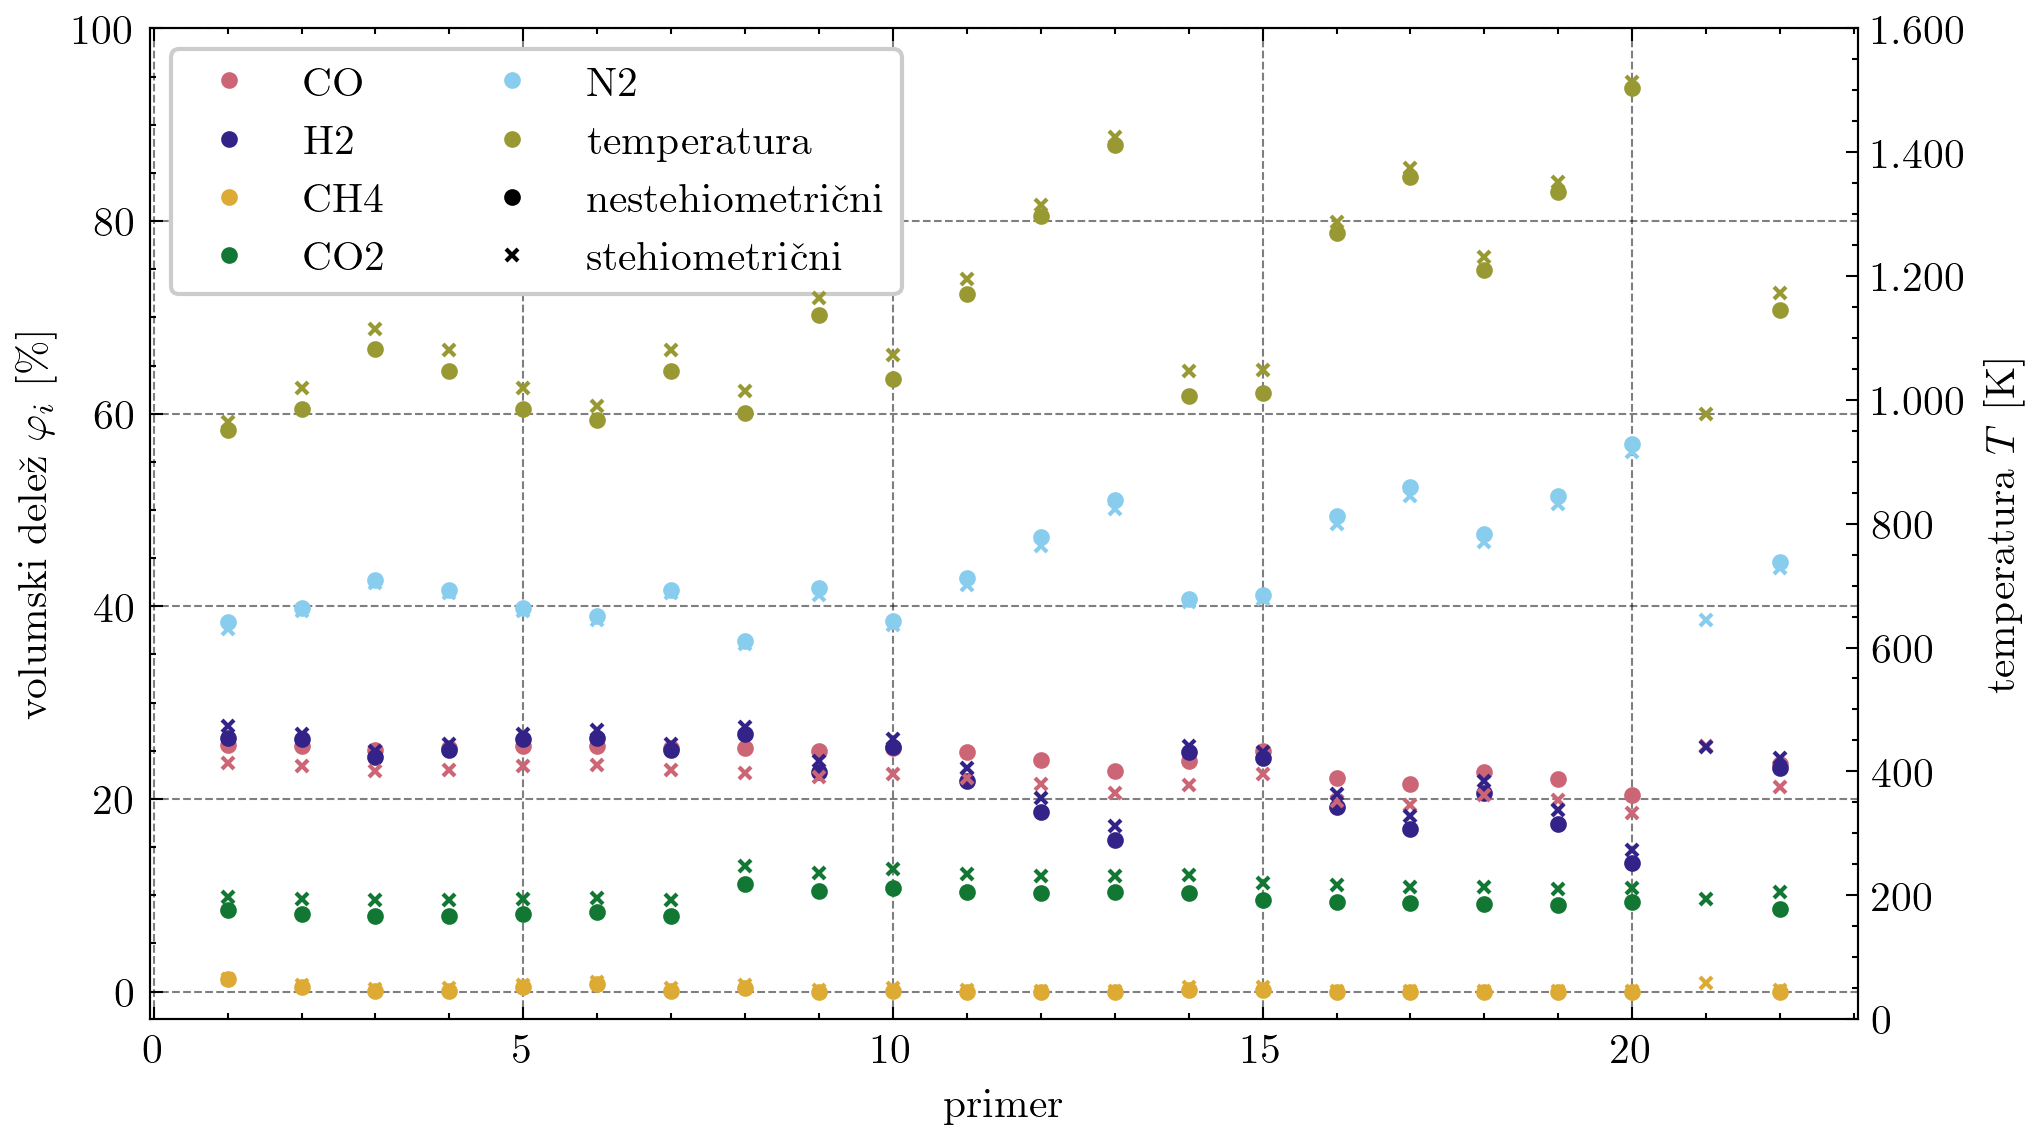 100
80
60
40
20
0
volumski delež φi [%]
CO
H2
CH4
CO2
N2
temperatura
nestehiometrični
stehiometrični
1.600
1.400
1.200
1.000
800
600
400
200
0
temperatura T [K]
0 5 10 15 20
primer